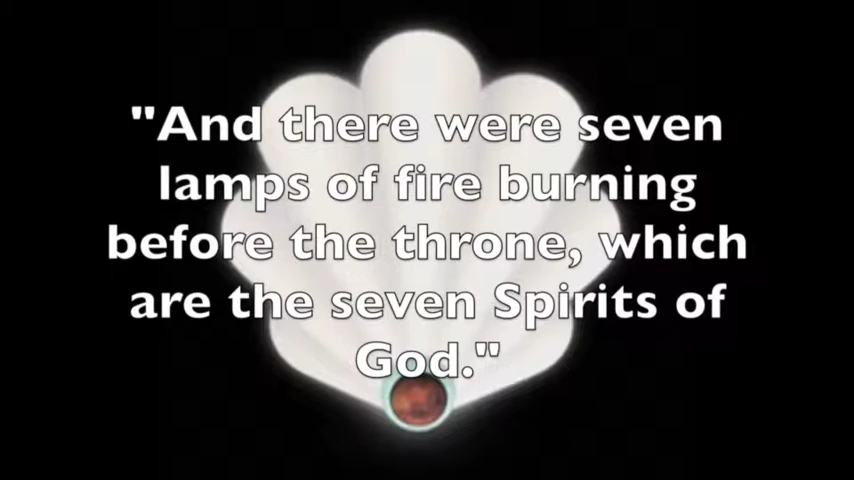 "And there were seven
lamps of fire burning
before the throne, which
are the seven Spirits of
God."